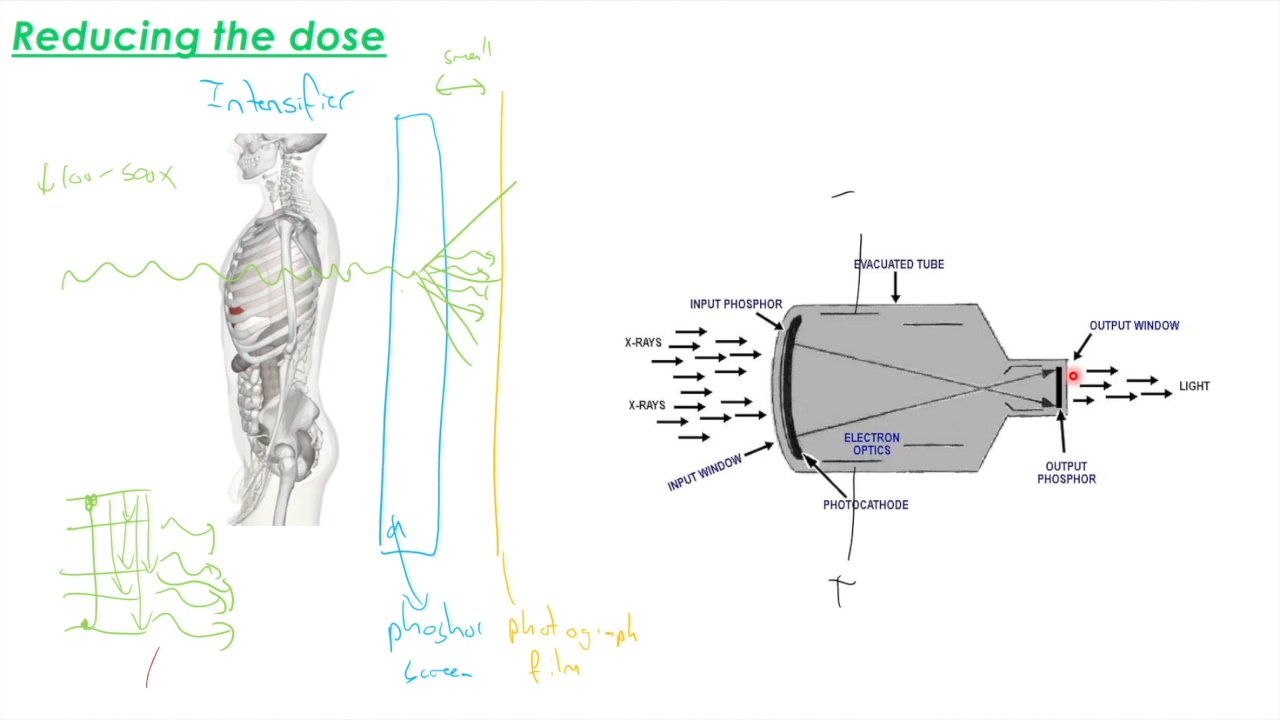 Reducing the dose
small
Intensifier
↓100-500x
EVACUATED TUBE
INPUT PHOSPHOR
OUTPUT WINDOW
X-RAYS
LIGHT
X-RAYS
ELECTRON
OPTICS
INPUT WINDOW
OUTPUT
PHOSPHOR
PHOTOCATHODE
screen
photograph
film
-
+